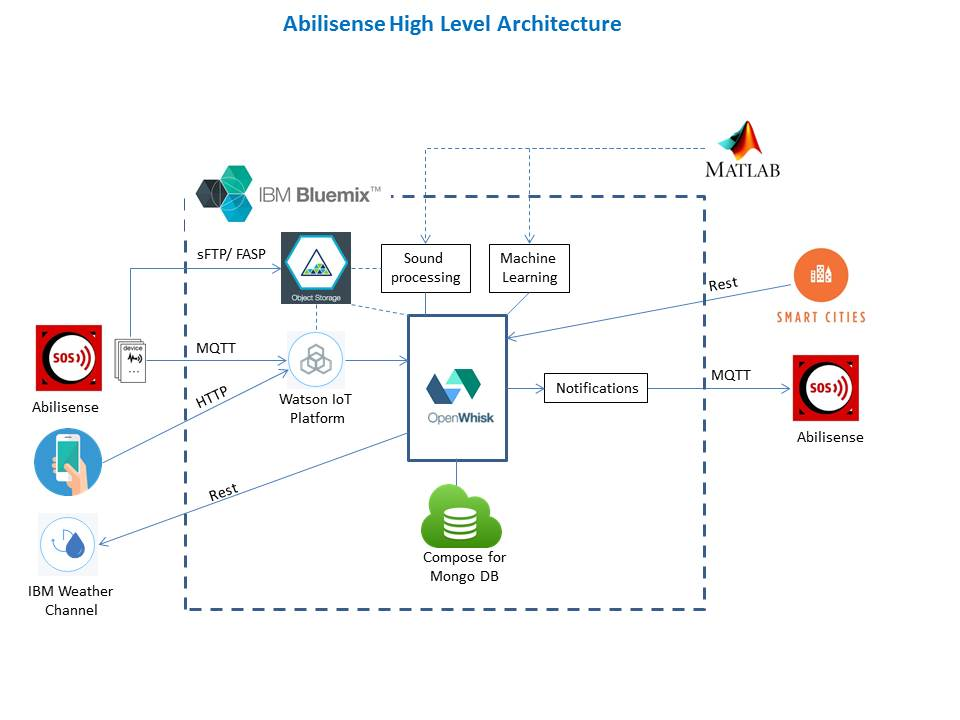 Abilisense High Level Architecture
MATLAB
IBM Bluemix™
sFTP/ FASP
Object Storage
Sound
processing
Machine
Learning
Rest
SMART CITIES
SOS
device
Abilisense
MQTT
Watson IoT
Platform
HTTP
OpenWhisk
Notifications
MQTT
SOS
Abilisense
Rest
Compose for
Mongo DB
IBM Weather
Channel